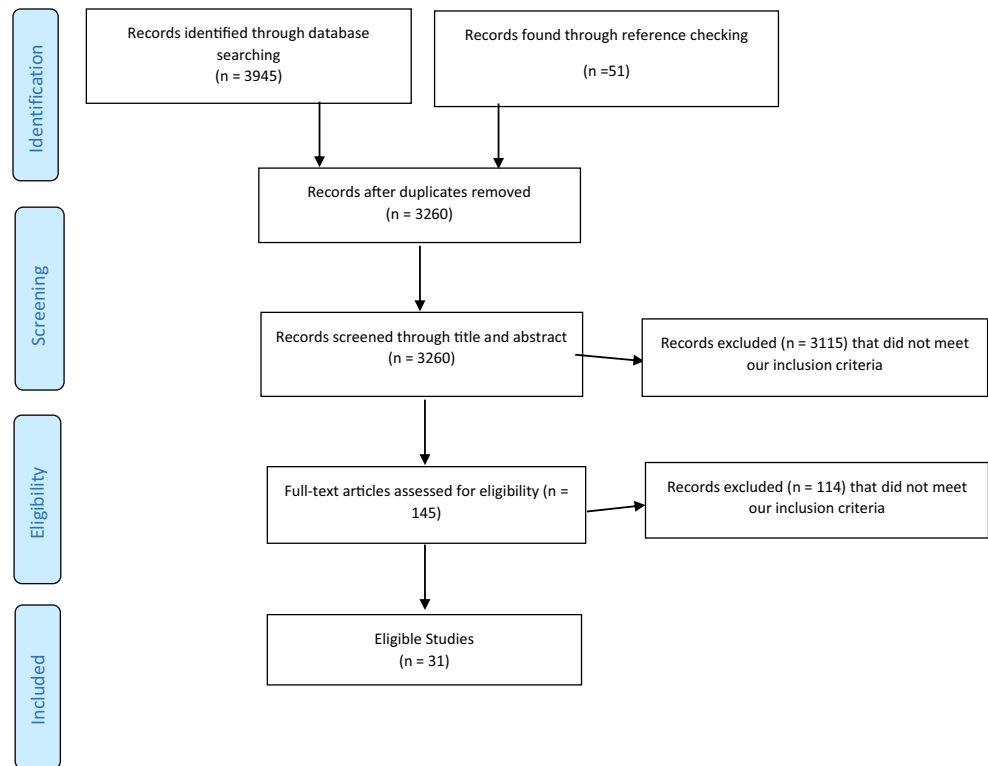 Identification
Records identified through database
searching
(n = 3945)
Records found through reference checking
(n =51)
Records after duplicates removed
(n = 3260)
Screening
Records screened through title and abstract
(n = 3260)
Records excluded (n = 3115) that did not meet
our inclusion criteria
Eligibility
Full-text articles assessed for eligibility (n =
145)
Records excluded (n = 114) that did not meet
our inclusion criteria
Included
Eligible Studies
(n = 31)